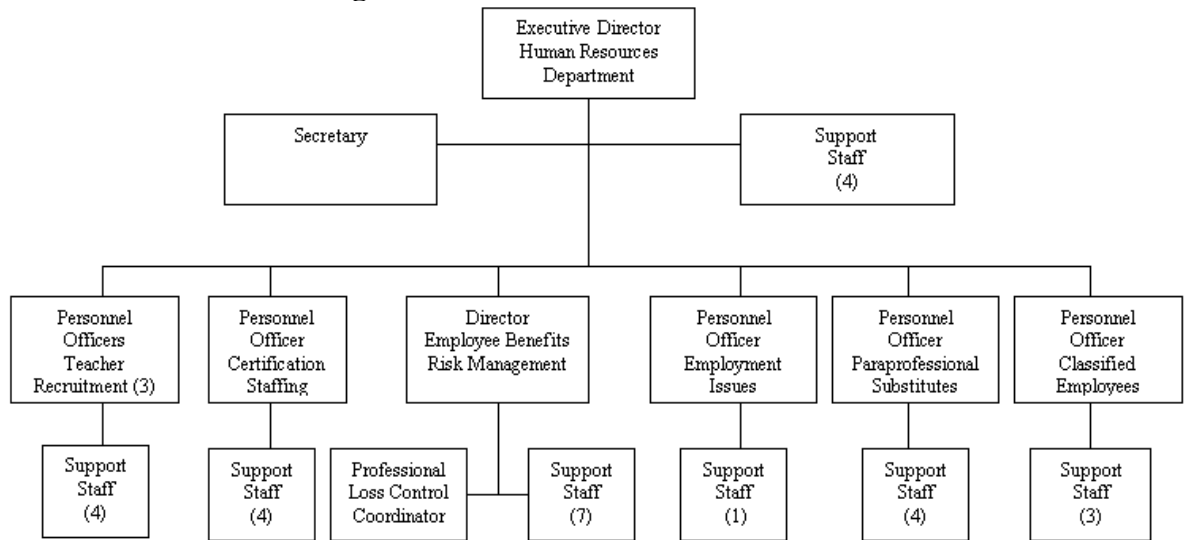 Executive Director
Human Resources
Department
Secretary
Support
Staff
(4)
Personnel
Officers
Teacher
Recruitment (3)
Personnel
Officer
Certification
Staffing
Director
Employee Benefits
Risk Management
Personnel
Officer
Employment
Issues
Personnel
Officer
Paraprofessional
Substitutes
Personnel
Officer
Classified
Employees
Support
Staff
(4)
Support
Staff
(4)
Professional
Loss Control
Coordinator
Support
Staff
(7)
Support
Staff
(1)
Support
Staff
(4)
Support
Staff
(3)